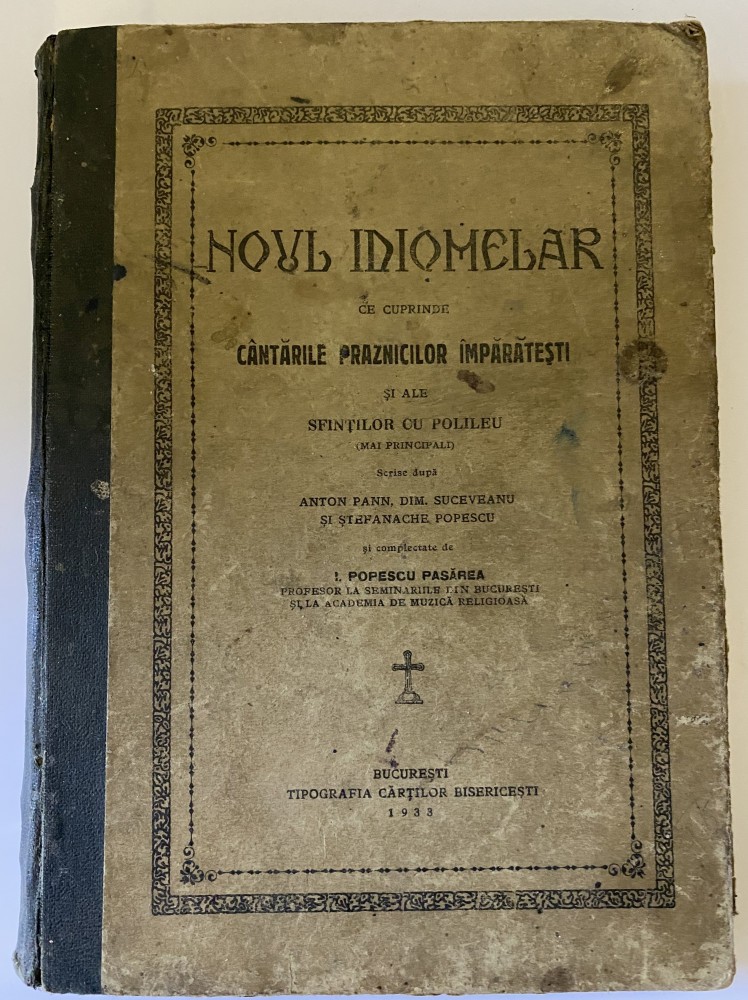 NOUL IDIOMELAR
CE CUPRINDE
CÂNTĂRILE PRAZNICILOR ÎMPĂRĂTEȘTI
ȘI ALE
SFINȚILOR CU POLILEU
(MAI PRINCIPALI)
Scrise după
ANTON PANN, DIM. SUCEVEANU
ȘI ȘTEFANACHE POPESCU
și complectate de
I. POPESCU PASĂREA
PROFESOR LA SEMINARIILE DIN BUCUREȘTI
ȘI LA ACADEMIA DE MUZICĂ RELIGIOASĂ
BUCUREȘTI
TIPOGRAFIA CĂRȚILOR BISERICEȘTI
1933